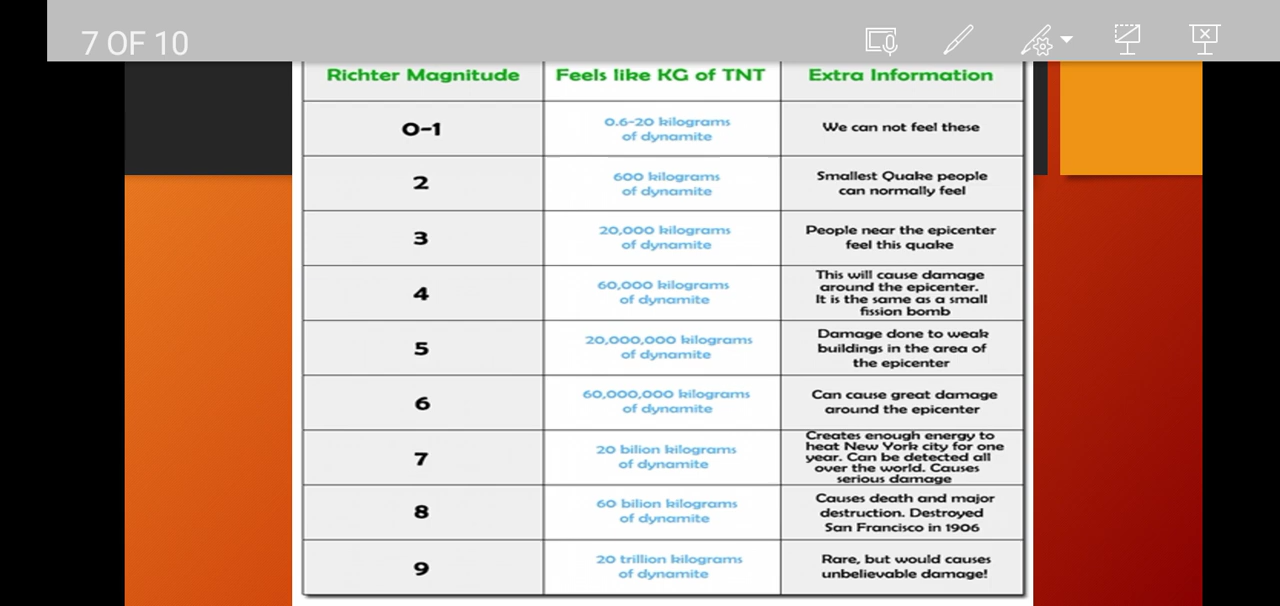 7 OF 10
Richter Magnitude
Feels like KG of TNT
Extra Information
0-1
0.6-20 kilograms
of dynamite
We can not feel these
2
600 kilograms
of dynamite
Smallest Quake people
can normally feel
3
20,000 kilograms
of dynamite
People near the epicenter
feel this quake
4
60,000 kilograms
of dynamite
This will cause damage
around the epicenter.
It is the same as a small
fission bomb
5
20,000,000 kilograms
of dynamite
Damage done to weak
buildings in the area of
the epicenter
6
60,000,000 kilograms
of dynamite
Can cause great damage
around the epicenter
7
20 bilion kilograms
of dynamite
Creates enough energy to
heat New York city for one
year. Can be detected all
over the world. Causes
serious damage
8
60 bilion kilograms
of dynamite
Causes death and major
destruction. Destroyed
San Francisco in 1906
9
20 trillion kilograms
of dynamite
Rare, but would causes
unbelievable damage!